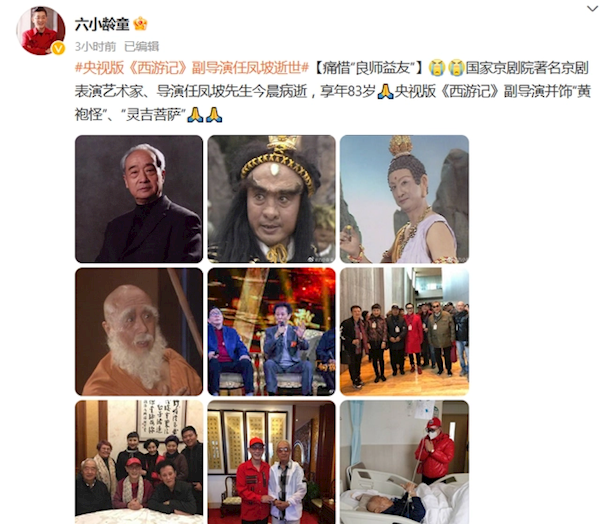 六小龄童
3小时前 已编辑
#央视版《西游记》副导演任凤坡逝世#【痛惜“良师益友”】😭😭国家京剧院著名京剧
表演艺术家、导演任凤坡先生今晨病逝，享年83岁🙏央视版《西游记》副导演并饰“黄
袍怪”、“灵吉菩萨”🙏🙏